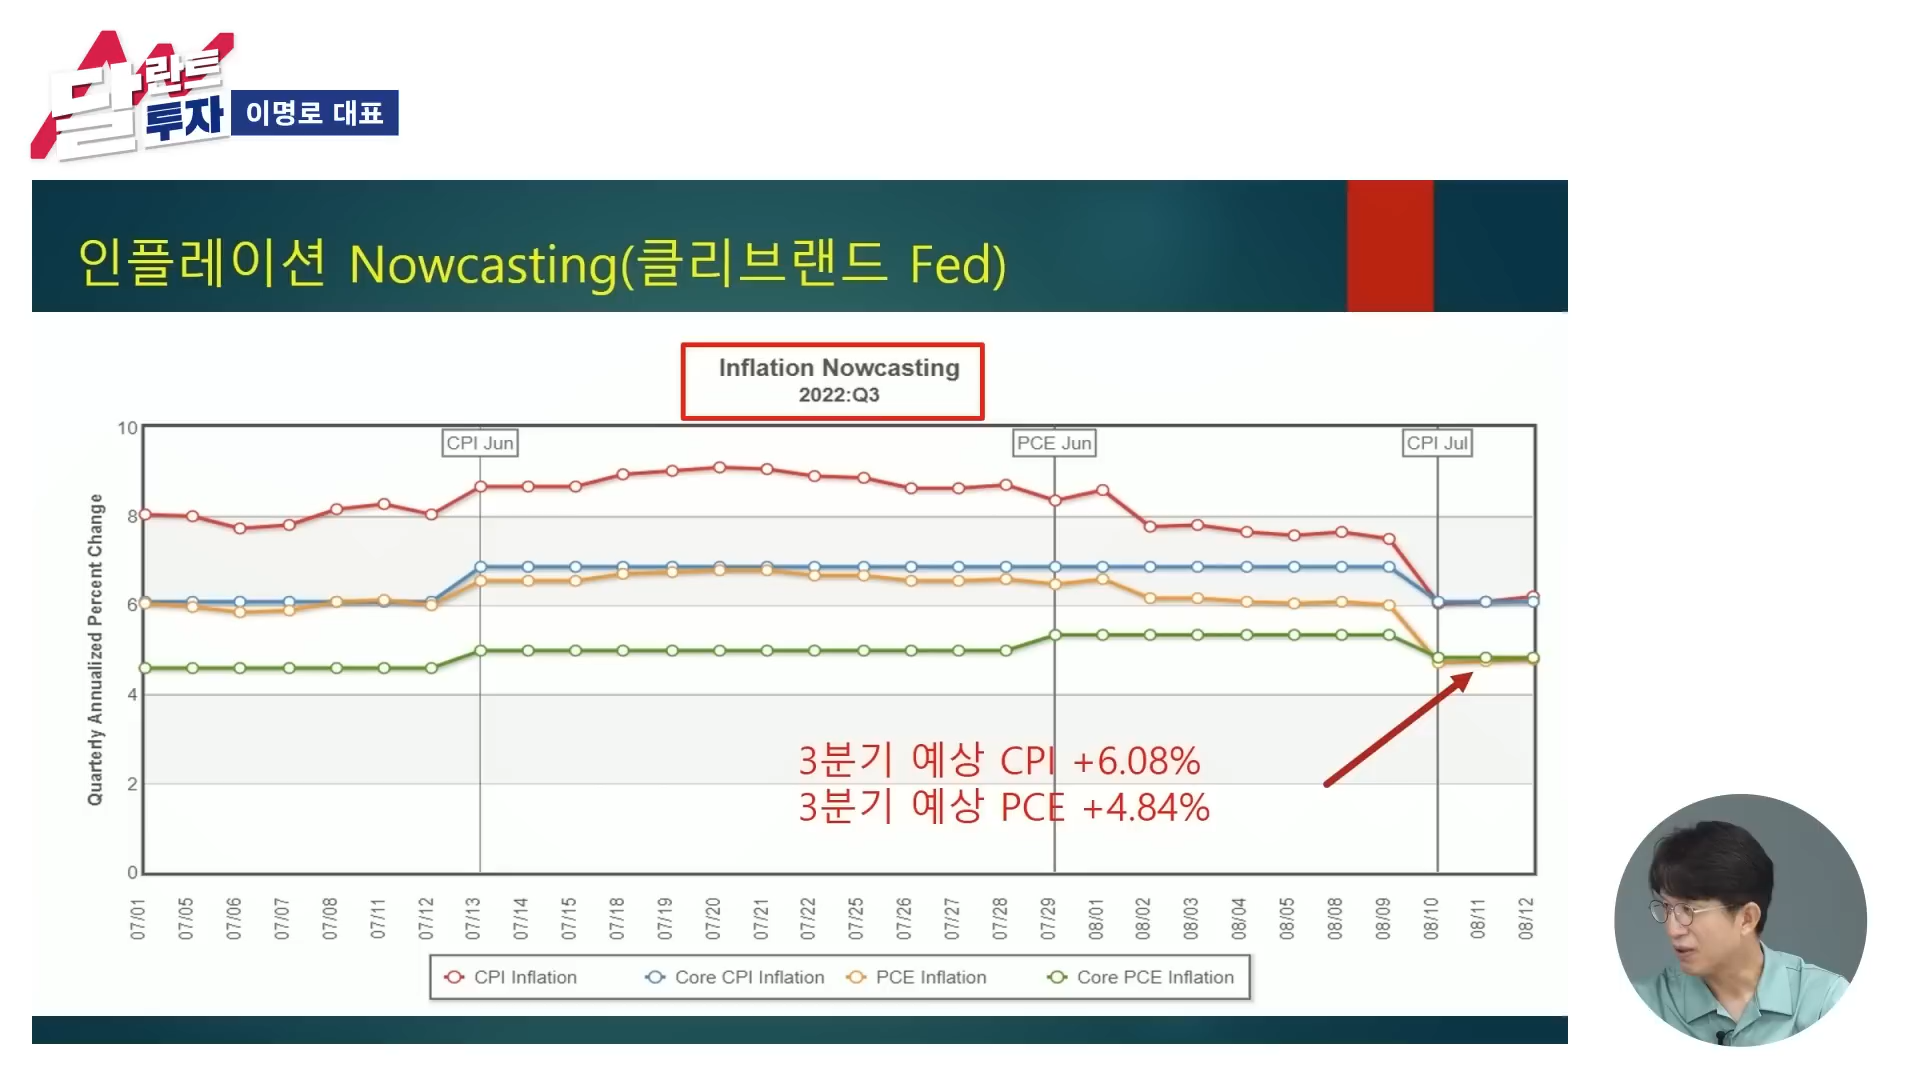 달란트
투자
이명로 대표
인플레이션 Nowcasting(클리브랜드 Fed)
Inflation Nowcasting
2022:Q3
Quarterly Annualized Percent Change
10
8
6
4
2
0
CPI Jun
PCE Jun
CPI Jul
3분기 예상 CPI +6.08%
3분기 예상 PCE +4.84%
07/01 07/05 07/06 07/07 07/08 07/11 07/12 07/13 07/14 07/15 07/18 07/19 07/20 07/21 07/22 07/25 07/26 07/27 07/28 07/29 08/01 08/02 08/03 08/04 08/05 08/08 08/09 08/10 08/11 08/12
CPI Inflation Core CPI Inflation PCE Inflation Core PCE Inflation